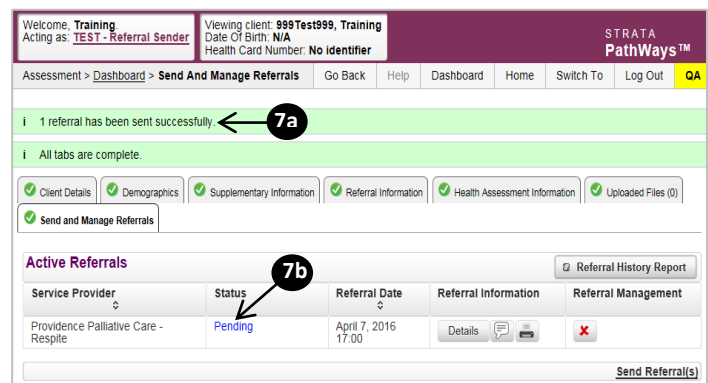 Welcome, Training.
Acting as: TEST - Referral Sender
Viewing client: 999Test999, Training
Date Of Birth: N/A
Health Card Number: No identifier
STRATA
PathWays™
Assessment > Dashboard > Send And Manage Referrals
Go Back
Help
Dashboard
Home
Switch To
Log Out
QA
i 1 referral has been sent successfully.
7a
i All tabs are complete.
Client Details
Demographics
Supplementary Information
Referral Information
Health Assessment Information
Uploaded Files (0)
Send and Manage Referrals
Active Referrals
7b
Referral History Report
Service Provider
Status
Referral Date
Referral Information
Referral Management
Providence Palliative Care -
Respite
Pending
April 7, 2016
17:00
Details
Send Referral(s)